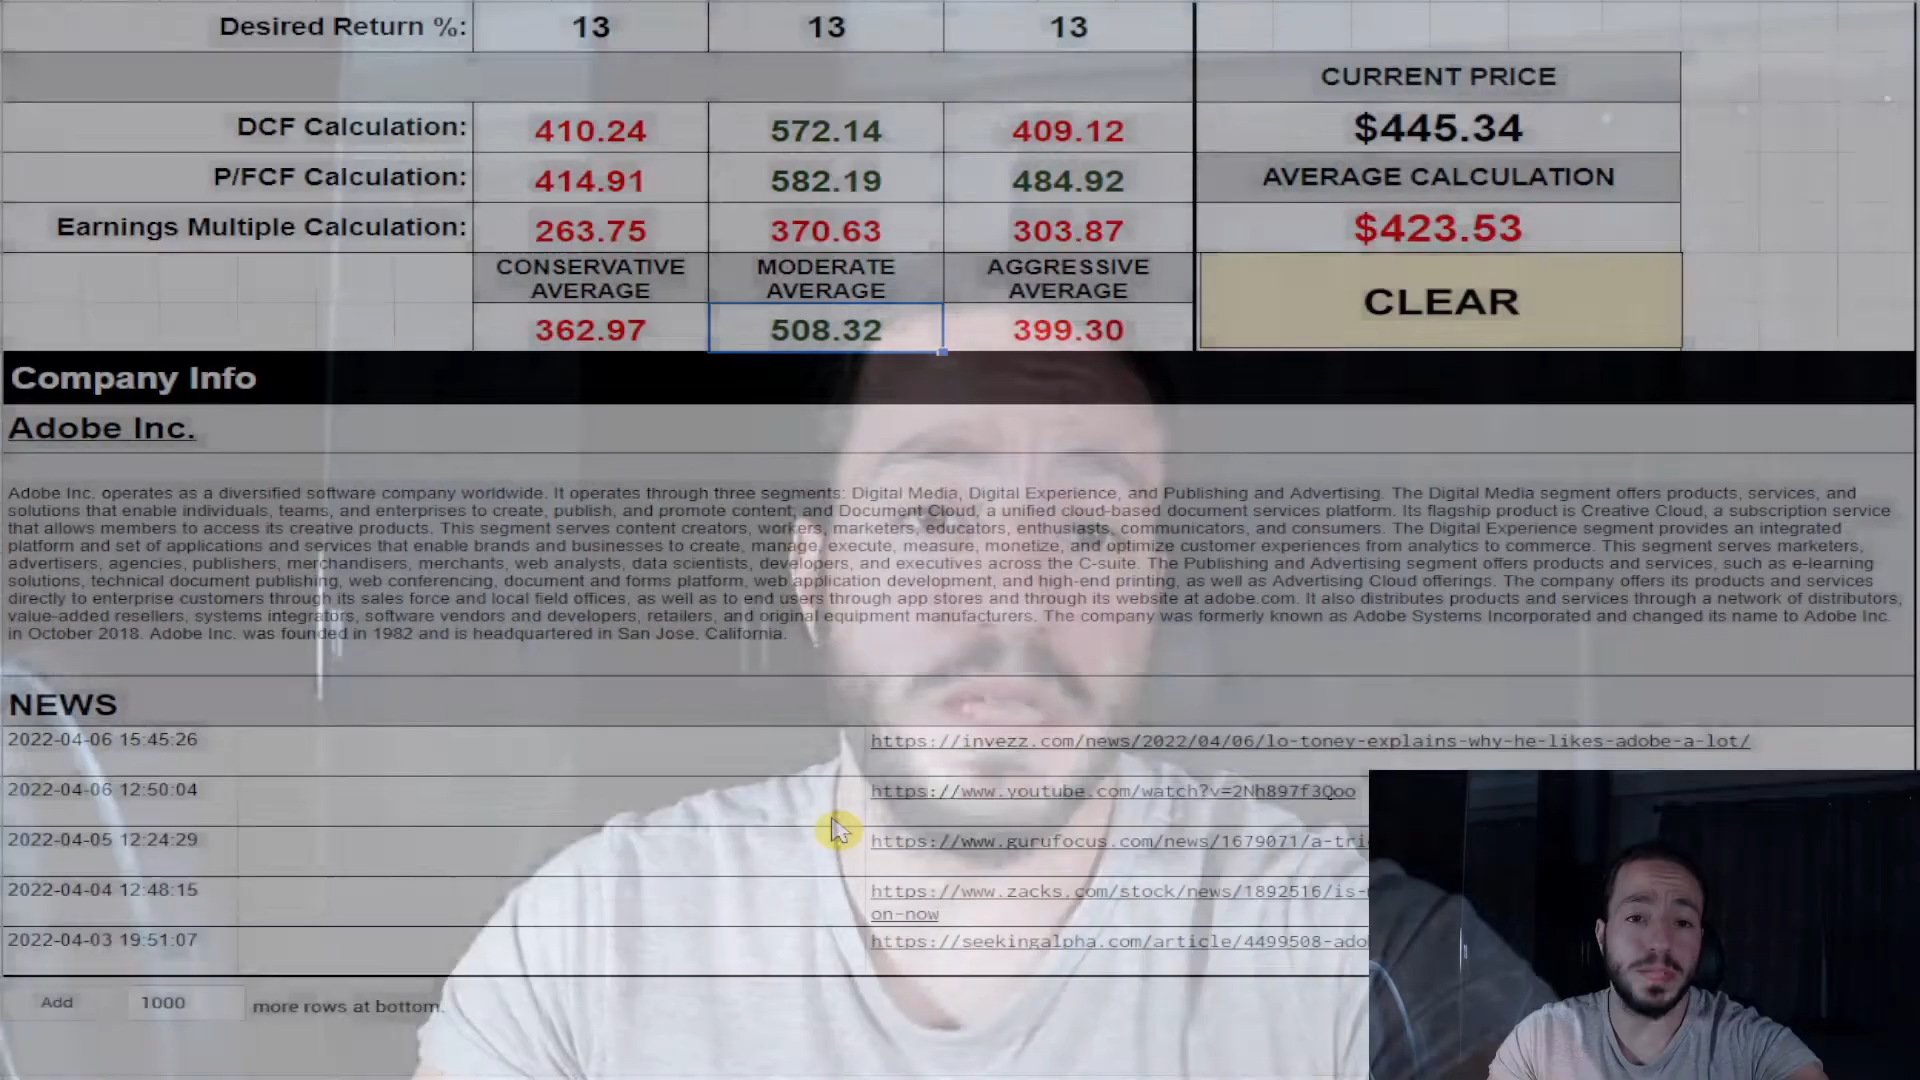 Desired Return %: 13 13 13
CURRENT PRICE
DCF Calculation: 410.24 572.14 409.12 $445.34
P/FCF Calculation: 414.91 582.19 484.92 AVERAGE CALCULATION
Earnings Multiple Calculation: 263.75 370.63 303.87 $423.53
CONSERVATIVE AVERAGE MODERATE AVERAGE AGGRESSIVE AVERAGE
362.97 508.32 399.30 CLEAR
Company Info
Adobe Inc.
Adobe Inc. operates as a diversified software company worldwide. It operates through three segments: Digital Media, Digital Experience, and Publishing and Advertising. The Digital Media segment offers products, services, and
solutions that enable individuals, teams, and enterprises to create, publish, and promote content; and Document Cloud, a unified cloud-based document services platform. Its flagship product is Creative Cloud, a subscription service
that allows members to access its creative products. This segment serves content creators, workers, marketers, educators, enthusiasts, communicators, and consumers. The Digital Experience segment provides an integrated
platform and set of applications and services that enable brands and businesses to create, manage, execute, measure, monetize, and optimize customer experiences from analytics to commerce. This segment serves marketers,
advertisers, agencies, publishers, merchandisers, merchants, web analysts, data scientists, developers, and executives across the C-suite. The Publishing and Advertising segment offers products and services, such as e-learning
solutions, technical document publishing, web conferencing, document and forms platform, web application development, and high-end printing, as well as Advertising Cloud offerings. The company offers its products and services
directly to enterprise customers through its sales force and local field offices, as well as to end users through app stores and through its website at adobe.com. It also distributes products and services through a network of distributors,
value-added resellers, systems integrators, software vendors and developers, retailers, and original equipment manufacturers. The company was formerly known as Adobe Systems Incorporated and changed its name to Adobe Inc.
in October 2018. Adobe Inc. was founded in 1982 and is headquartered in San Jose, California.
NEWS
2022-04-06 15:45:26 https://invezz.com/news/2022/04/06/lo-toney-explains-why-he-likes-adobe-a-lot/
2022-04-06 12:50:04 https://www.youtube.com/watch?v=2Nh897f3Qoo
2022-04-05 12:24:29 https://www.gurufocus.com/news/1679071/a-tri
2022-04-04 12:48:15 https://www.zacks.com/stock/news/1892516/is-
on-now
2022-04-03 19:51:07 https://seekingalpha.com/article/4499508-ado
Add 1000 more rows at bottom.